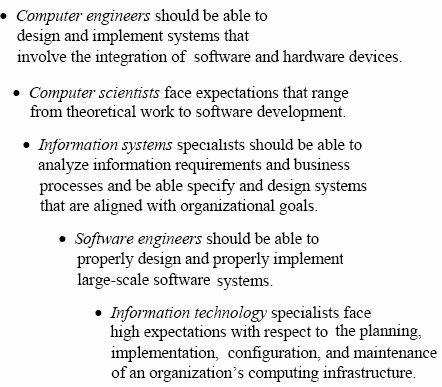 • Computer engineers should be able to
design and implement systems that
involve the integration of software and hardware devices.
• Computer scientists face expectations that range
from theoretical work to software development.
• Information systems specialists should be able to
analyze information requirements and business
processes and be able specify and design systems
that are aligned with organizational goals.
• Software engineers should be able to
properly design and properly implement
large-scale software systems.
• Information technology specialists face
high expectations with respect to the planning,
implementation, configuration, and maintenance
of an organization's computing infrastructure.